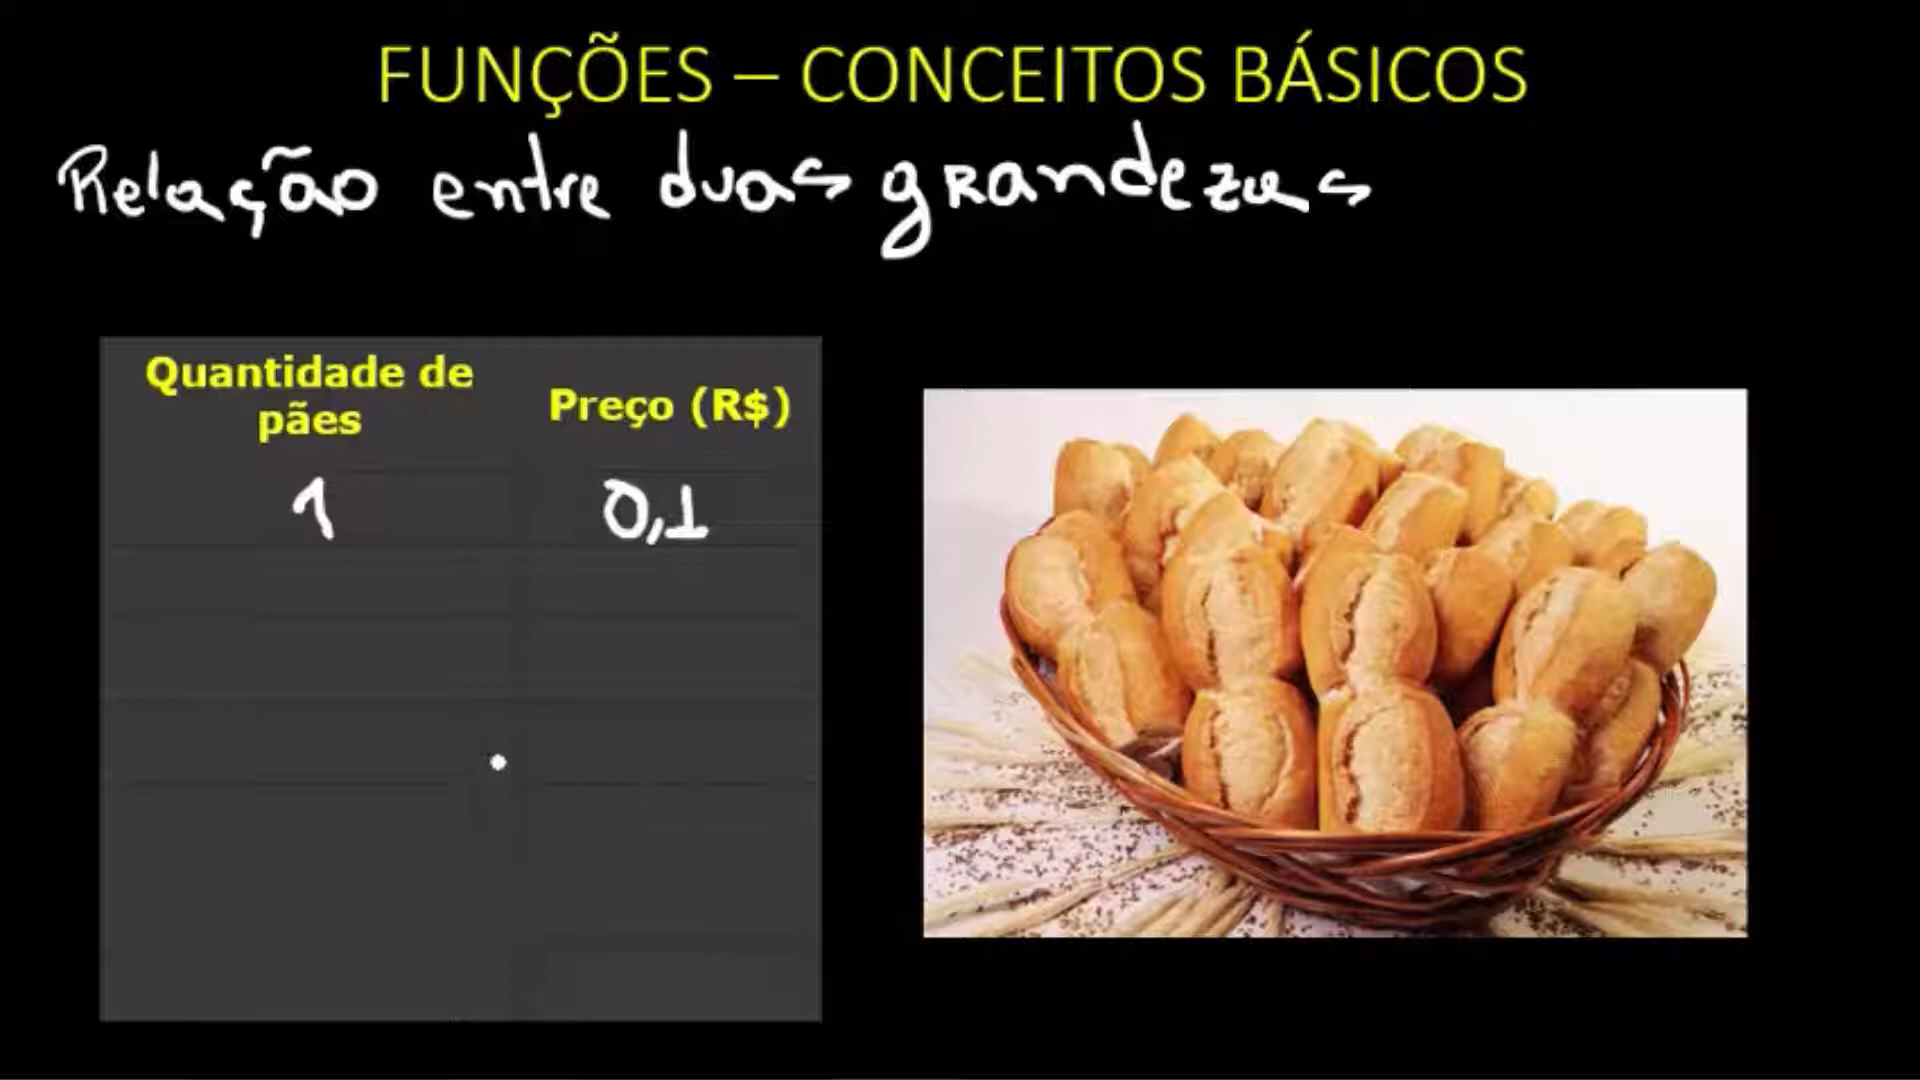 FUNÇÕES – CONCEITOS BÁSICOS
Relação entre duas grandezas
Quantidade de
pães
Preço (R$)
1
0,1